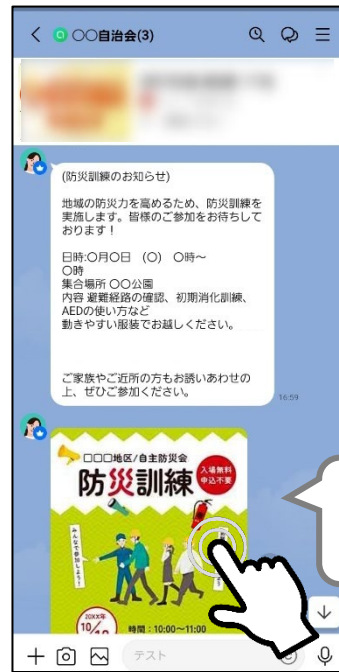 〇〇自治会(3)
(防災訓練のお知らせ)
地域の防災力を高めるため、防災訓練を
実施します。皆様のご参加をお待ちして
おります！
日時:〇月〇日 (〇) 〇時～
〇時
集合場所 〇〇公園
内容 避難経路の確認、初期消化訓練、
AEDの使い方など
動きやすい服装でお越しください。
ご家族やご近所の方もお誘いあわせの
上、ぜひご参加ください。
16:59
□□□地区/自主防災会
防災訓練
入場無料
申込不要
みんなで参加しよう！
20XX年
10/
時間：10:00～11:00
テスト